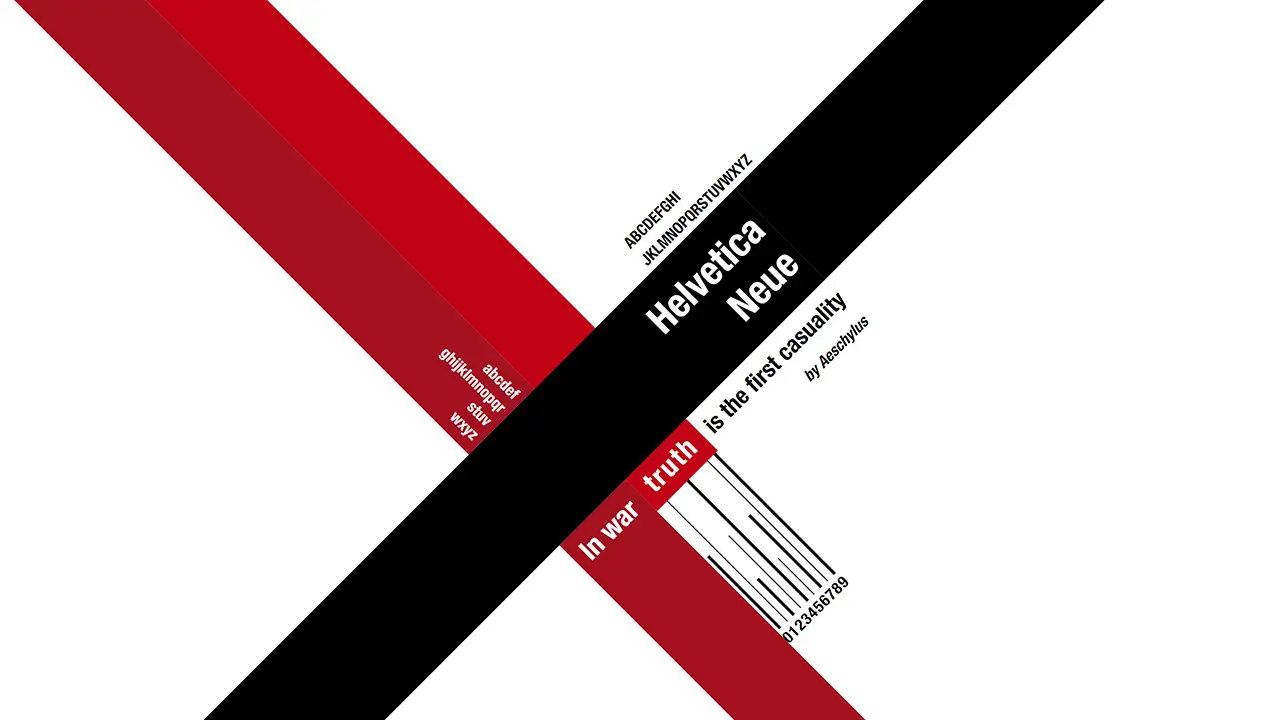 ABCDEFGHI
JKLMNOPQRSTUVWXYZ
Helvetica
Neue
abcdef
ghijklmnopqr
stuv
wxyz
In war truth is the first casuality
by Aeschylus
0123456789